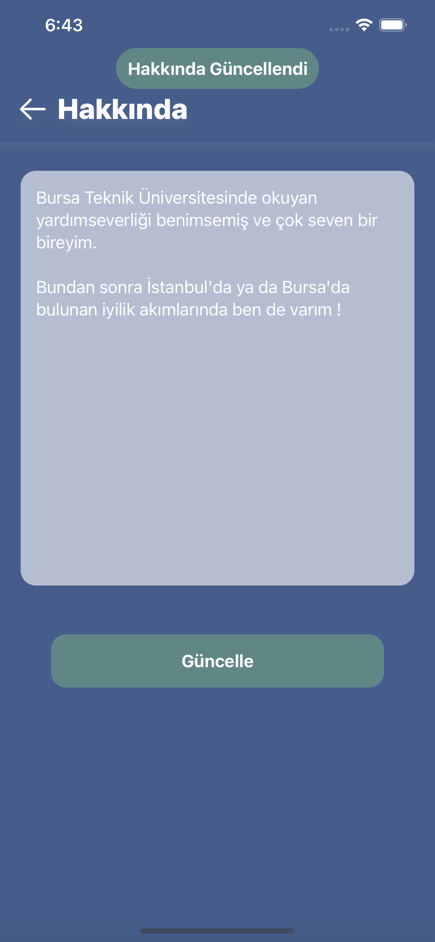 6:43
Hakkında Güncellendi
Hakkında
Bursa Teknik Üniversitesinde okuyan
yardımseverliği benimsemiş ve çok seven bir
bireyim.
Bundan sonra İstanbul'da ya da Bursa'da
bulunan iyilik akımlarında ben de varım !
Güncelle